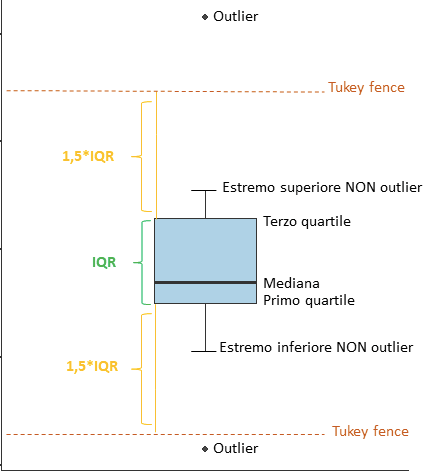 Outlier
Tukey fence
1,5*IQR
Estremo superiore NON outlier
Terzo quartile
IQR
Mediana
Primo quartile
Estremo inferiore NON outlier
1,5*IQR
Tukey fence
Outlier